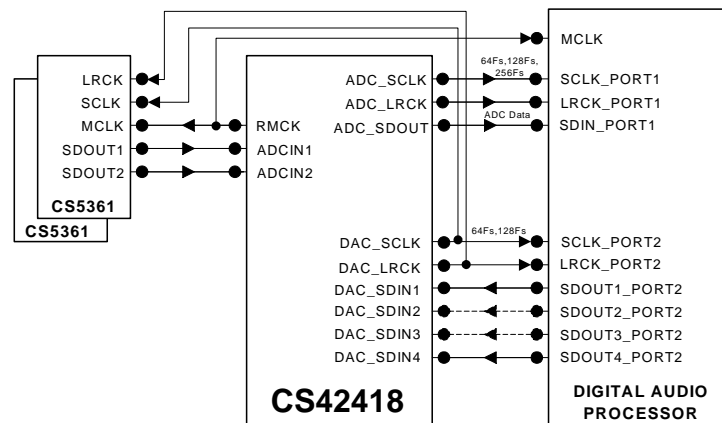 LRCK
SCLK
MCLK
SDOUT1
SDOUT2
CS5361
CS5361
RMCK
ADCIN1
ADCIN2
ADC_SCLK
ADC_LRCK
ADC_SDOUT
DAC_SCLK
DAC_LRCK
DAC_SDIN1
DAC_SDIN2
DAC_SDIN3
DAC_SDIN4
CS42418
64Fs,128Fs,
256Fs
ADC Data
64Fs,128Fs
MCLK
SCLK_PORT1
LRCK_PORT1
SDIN_PORT1
SCLK_PORT2
LRCK_PORT2
SDOUT1_PORT2
SDOUT2_PORT2
SDOUT3_PORT2
SDOUT4_PORT2
DIGITAL AUDIO
PROCESSOR